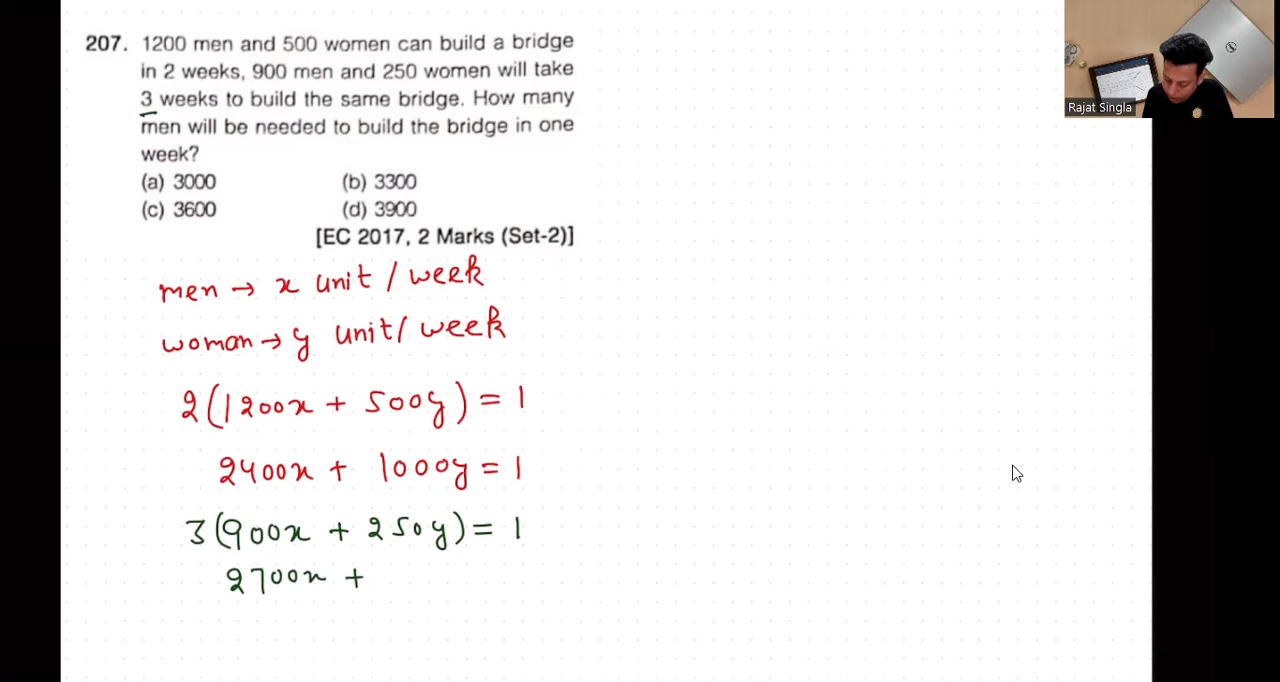 207. 1200 men and 500 women can build a bridge
in 2 weeks, 900 men and 250 women will take
3 weeks to build the same bridge. How many
men will be needed to build the bridge in one
week?
(a) 3000 (b) 3300
(c) 3600 (d) 3900
[EC 2017, 2 Marks (Set-2)]
men → x unit / week
woman → y unit / week
2(1200x + 500y) = 1
2400x + 1000y = 1
3(900x + 250y) = 1
2700x +
Rajat Singla